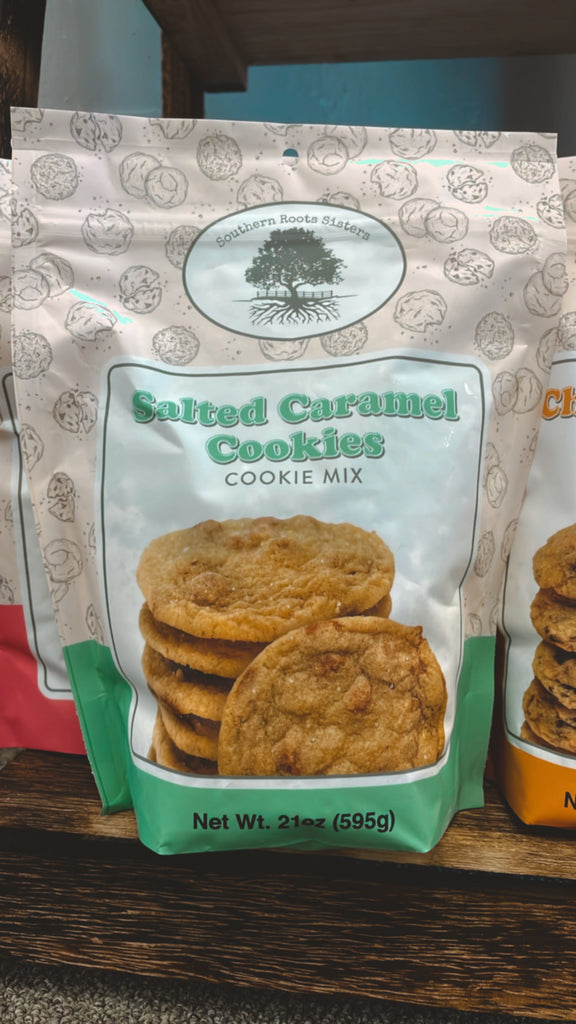 Southern Roots Sisters
Salted Caramel
Cookies
COOKIE MIX
Net Wt. 21oz (595g)